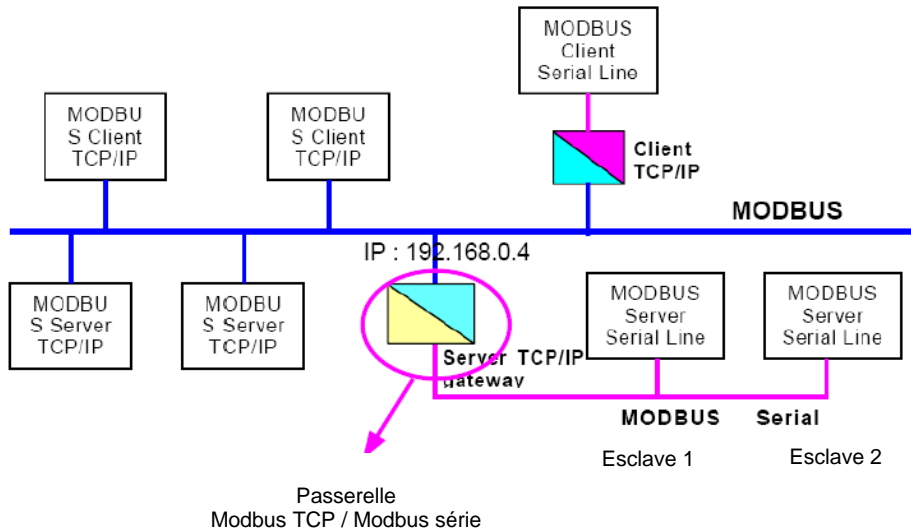 MODBUS
Client
Serial Line
MODBU
S Client
TCP/IP
MODBU
S Client
TCP/IP
Client
TCP/IP
MODBUS
IP : 192.168.0.4
MODBU
S Server
TCP/IP
MODBU
S Server
TCP/IP
MODBUS
Server
Serial Line
MODBUS
Server
Serial Line
Server TCP/IP
gateway
MODBUS Serial
Esclave 1
Esclave 2
Passerelle
Modbus TCP / Modbus série